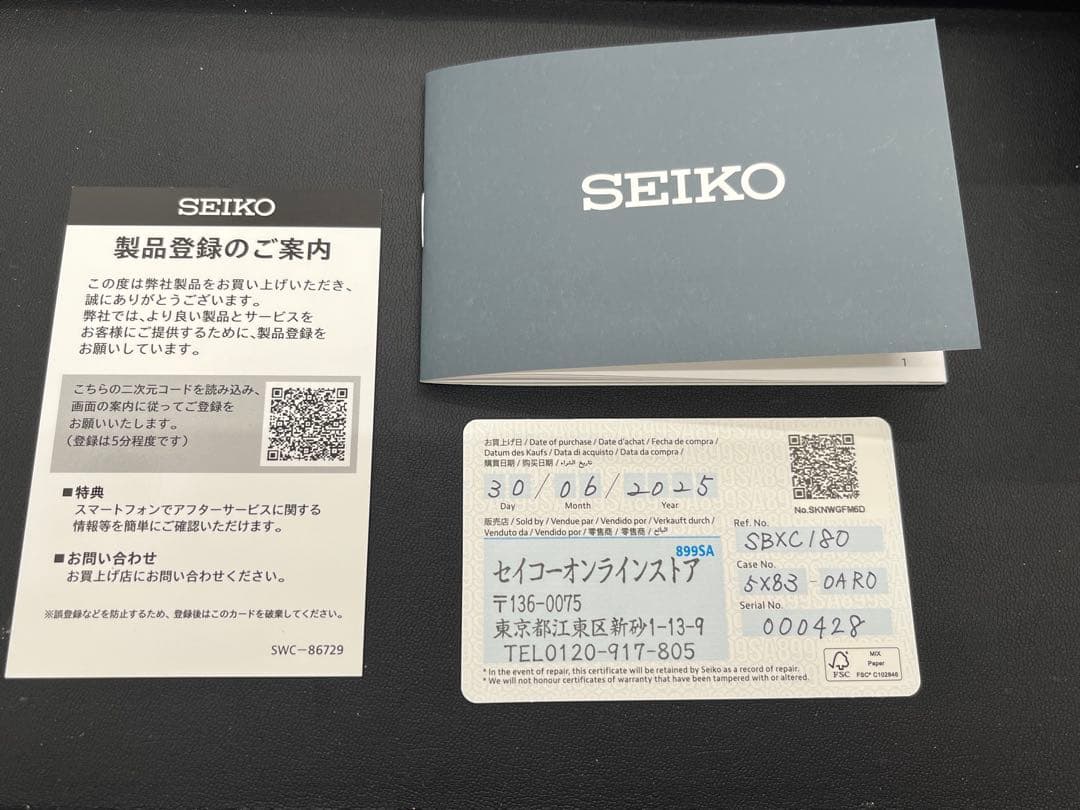 SEIKO
製品登録のご案内
この度は弊社製品をお買い上げいただき、
誠にありがとうございます。
弊社では、より良い製品とサービスを
お客様にご提供するために、製品登録を
お願いしています。
こちらの二次元コードを読み込み、
画面の案内に従ってご登録を
お願いいたします。
(登録は5分程度です)
■特典
スマートフォンでアフターサービスに関する
情報等を簡単にご確認いただけます。
■お問い合わせ
お買上げ店にお問い合わせください。
※誤登録などを防止するため、登録後はこのカードを破棄してください。
SWC-86729
SEIKO
1
お買上げ日 / Date of purchase / Date d'achat / Fecha de compra /
Datum des Kaufs / Data di acquisto / Data da compra /
購買日期 / 购买日期 / تاريخ الشراء
30/06/2025
Day Month Year
販売店 / Sold by / Vendue par / Vendido por / Verkauft durch /
Venduto da / Vendido por / 零售商 / 零售商 / البائع
899SA
セイコーオンラインストア
〒136-0075
東京都江東区新砂1-13-9
TEL0120-917-805
No.SKNWGFM6D
Ref. No.
SBXC180
Case No.
5X83-0AR0
Serial No.
000428
* In the event of repair, this certificate will be retained by Seiko as a record of repair.
* We will not honour certificates of warranty that have been tampered with or altered.
FSC
MIX
Paper
FSC® C102846